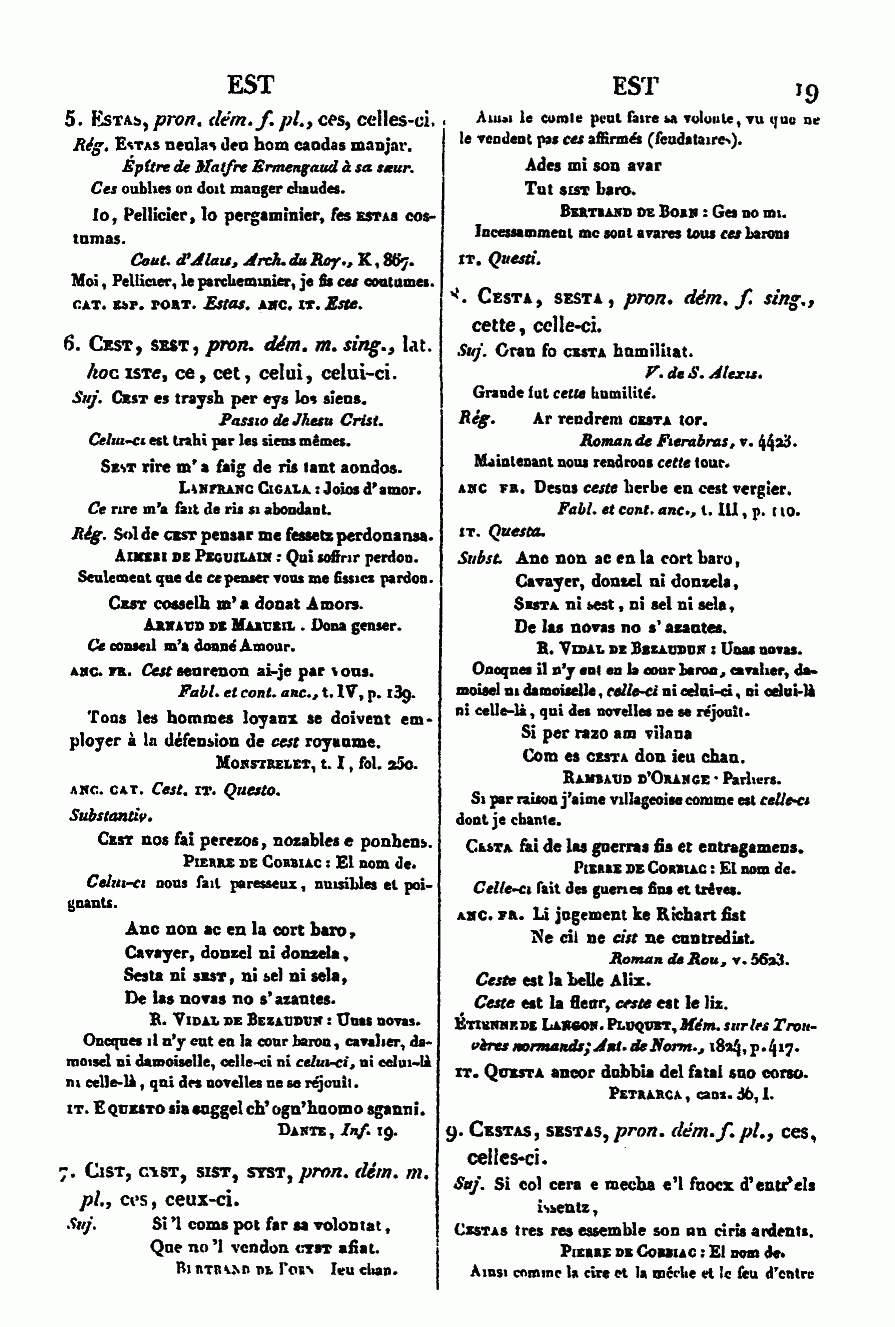 EST
5. Estas, pron. dém. f. pl., ces, celles-ci.
Rég. Estas neulas deu hom caudas manjar.
Épître de Matfre Ermengaud à sa sœur.
Ces oublies on doit manger chaudes.
Io, Pellicier, lo pergaminier, fes estas cos-
tumas.
Cout. d'Alais, Arch. du Roy., K, 867.
Moi, Pellicier, le parcheminier, je fis ces coutumes.
CAT. ESP. PORT. Estas. ANC. IT. Este.
6. Cest, sest, pron. dém. m. sing., lat.
hoc iste, ce, cet, celui, celui-ci.
Suj. Cest es traysh per eys los siens.
Passio de Jhesu Crist.
Celui-ci est trahi par les siens mêmes.
Sest rire m'a faig de ris tant aondos.
Lanfranc Cigala : Joios d'amor.
Ce rire m'a fait de ris si abondant.
Rég. Sol de cest pensar me fessetz perdonansa.
Aimeri de Peguilain : Qui soffrir perdon.
Seulement que de ce penser vous me fissiez pardon.
Cest cosselh m'a donat Amors.
Arnaud de Marueil . Dona genser.
Ce conseil m'a donné Amour.
ANC. FR. Cest seurenon ai-je par vous.
Fabl. et cont. anc., t. IV, p. 139.
Tous les hommes loyaux se doivent em-
ployer à la défension de cest royaume.
Monstrelet, t. I, fol. 250.
ANC. CAT. Cest. IT. Questo.
Substantiv.
Cest nos fai perezos, nozables e ponhens.
Pierre de Corbiac : El nom de.
Celui-ci nous fait paresseux, nuisibles et poi-
gnants.
Anc non ac en la cort baro,
Cavayer, donzel ni donzela,
Sesta ni sest, ni sel ni sela,
De las novas no s'azautes.
R. Vidal de Bezaudun : Unas novas.
Oncques il n'y eut en la cour baron, cavalier, da-
moisel ni damoiselle, celle-ci ni celui-ci, ni celui-là
ni celle-là, qui des novelles ne se réjouît.
IT. E questo sia suggel ch' ogn'huomo sganni.
Dante, Inf. 19.
7. Cist, cyst, sist, syst, pron. dém. m.
pl., ces, ceux-ci.
Suj. Si 'l coms pot far sa volontat,
Que no 'l vendon cyst afiat.
Bertrand de Born Ieu chan.
EST 19
Ainsi le comte peut faire sa volonté, vu que ne
le vendent pas ces affirmés (feudataires).
Ades mi son avar
Tut sist baro.
Bertrand de Born : Ges no mi.
Incessamment me sont avares tous ces barons
IT. Questi.
8. Cesta, sesta, pron. dém. f. sing.,
cette, celle-ci.
Suj. Gran fo cesta humilitat.
V. de S. Alexis.
Grande fut cette humilité.
Rég. Ar rendrem cesta tor.
Roman de Fierabras, v. 4423.
Maintenant nous rendrons cette tour.
ANC FR. Desus ceste herbe en cest vergier.
Fabl. et cont. anc., t. III, p. 110.
IT. Questa.
Subst. Anc non ac en la cort baro,
Cavayer, donzel ni donzela,
Sesta ni sest, ni sel ni sela,
De las novas no s'azautes.
R. Vidal de Bezaudun : Unas novas.
Oncques il n'y eut en la cour baron, cavalier, da-
moisel ni damoiselle, celle-ci ni celui-ci, ni celui-là
ni celle-là, qui des novelles ne se réjouît.
Si per razo am vilana
Com es cesta don ieu chan.
Rambaud d'Orange · Parliers.
Si par raison j'aime villageoise comme est celle-ci
dont je chante.
Cesta fai de las guerras fis et entragamens.
Pierre de Corbiac : El nom de.
Celle-ci fait des guerres fins et trêves.
ANC. FR. Li jugement ke Richart fist
Ne cil ne cist ne cuntredist.
Roman de Rou, v. 5623.
Ceste est la belle Alix.
Ceste est la fleur, ceste est le lix.
Étienne de Langon. Pluquet, Mém. sur les Trou-
vères normands; Ant. de Norm., 1824, p. 417.
IT. Questa ancor dubbia del fatal suo corso.
Petrarca, canz. 36, 1.
9. Cestas, sestas, pron. dém. f. pl., ces,
celles-ci.
Suj. Si col cera e mecha e'l fuocx d'entr'els
issentz,
Cestas tres res essemble son un ciris ardents.
Pierre de Corbiac : El nom de.
Ainsi comme la cire et la mèche et le feu d'entre